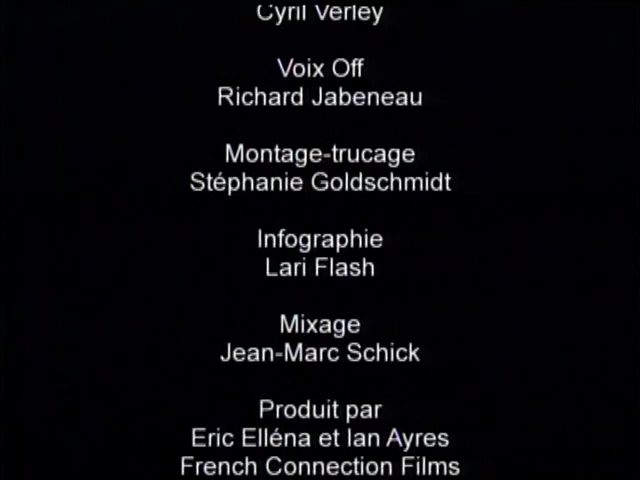 Cyril Verley
Voix Off
Richard Jabeneau
Montage-trucage
Stéphanie Goldschmidt
Infographie
Lari Flash
Mixage
Jean-Marc Schick
Produit par
Eric Elléna et Ian Ayres
French Connection Films